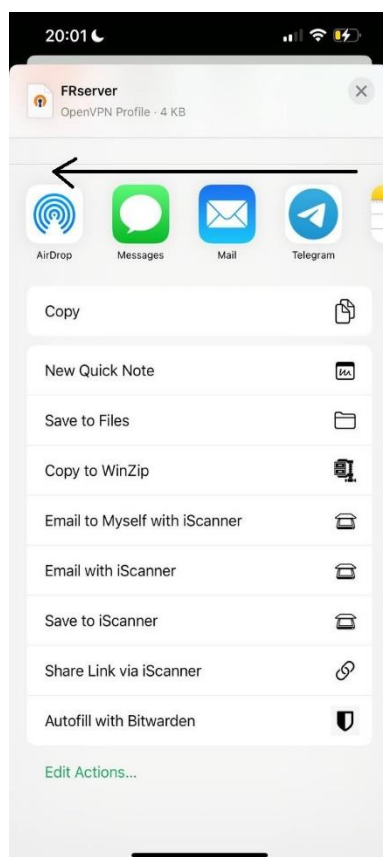 20:01
FRserver
OpenVPN Profile · 4 KB
AirDrop
Messages
Mail
Telegram
Copy
New Quick Note
Save to Files
Copy to WinZip
Email to Myself with iScanner
Email with iScanner
Save to iScanner
Share Link via iScanner
Autofill with Bitwarden
Edit Actions...